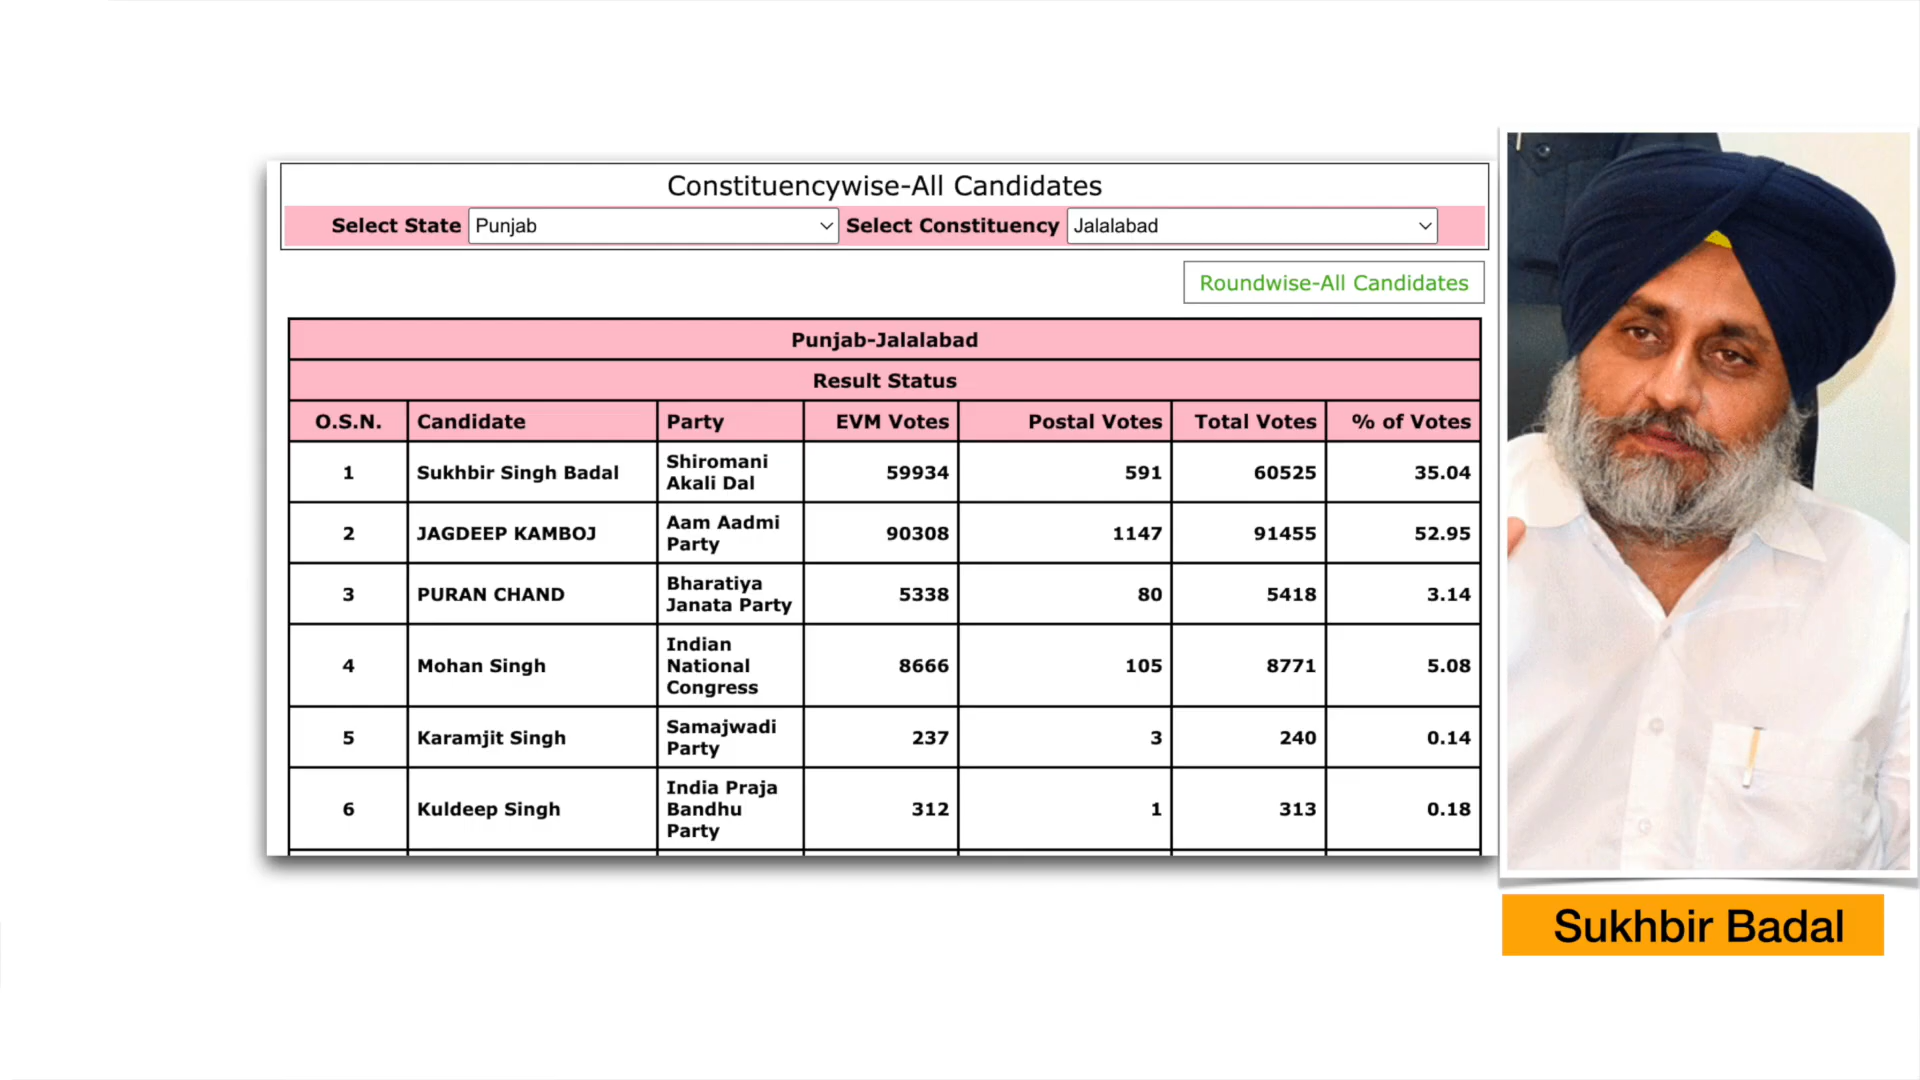 Constituencywise-All Candidates
Select State Punjab Select Constituency Jalalabad
Roundwise-All Candidates
Punjab-Jalalabad
Result Status
O.S.N. Candidate Party EVM Votes Postal Votes Total Votes % of Votes
1 Sukhbir Singh Badal Shiromani Akali Dal 59934 591 60525 35.04
2 JAGDEEP KAMBOJ Aam Aadmi Party 90308 1147 91455 52.95
3 PURAN CHAND Bharatiya Janata Party 5338 80 5418 3.14
4 Mohan Singh Indian National Congress 8666 105 8771 5.08
5 Karamjit Singh Samajwadi Party 237 3 240 0.14
6 Kuldeep Singh India Praja Bandhu Party 312 1 313 0.18
Sukhbir Badal